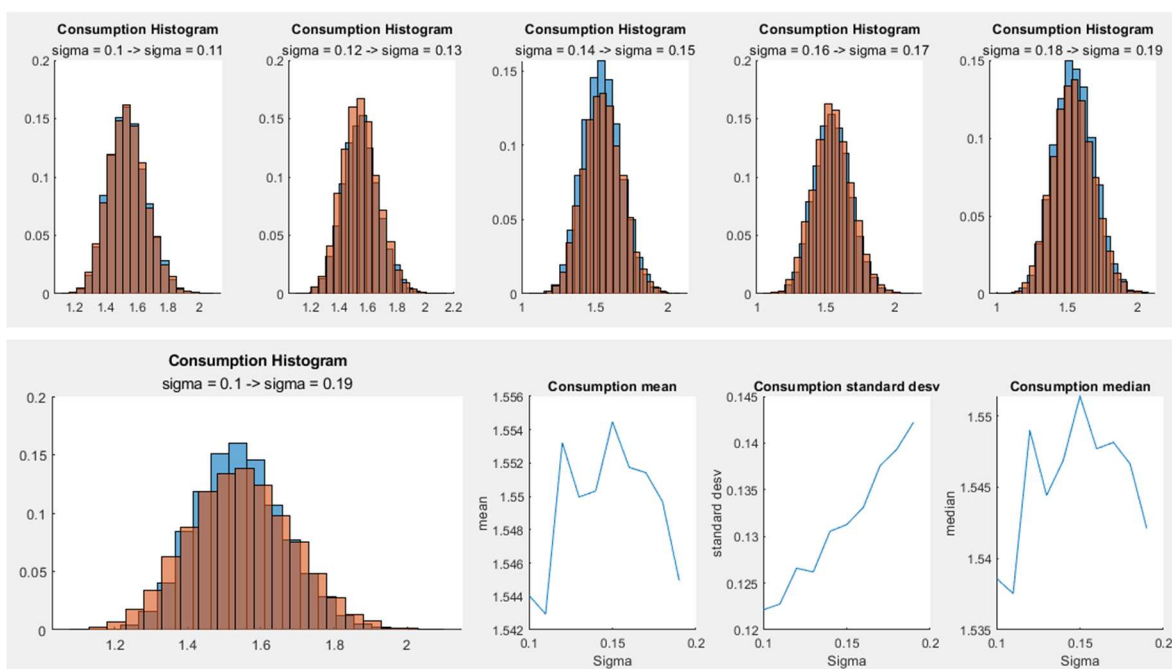 Consumption Histogram
sigma = 0.1 -> sigma = 0.11
0.2
0.15
0.1
0.05
0
1.2 1.4 1.6 1.8 2
Consumption Histogram
sigma = 0.12 -> sigma = 0.13
0.2
0.15
0.1
0.05
0
1.2 1.4 1.6 1.8 2 2.2
Consumption Histogram
sigma = 0.14 -> sigma = 0.15
0.15
0.1
0.05
0
1 1.5 2
Consumption Histogram
sigma = 0.16 -> sigma = 0.17
0.2
0.15
0.1
0.05
0
1 1.5 2
Consumption Histogram
sigma = 0.18 -> sigma = 0.19
0.15
0.1
0.05
0
1 1.5 2
Consumption Histogram
sigma = 0.1 -> sigma = 0.19
0.2
0.15
0.1
0.05
0
1.2 1.4 1.6 1.8 2
Consumption mean
mean
1.556
1.554
1.552
1.55
1.548
1.546
1.544
1.542
0.1 0.15 0.2
Sigma
Consumption standard desv
standard desv
0.145
0.14
0.135
0.13
0.125
0.12
0.1 0.15 0.2
Sigma
Consumption median
median
1.55
1.545
1.54
1.535
0.1 0.15 0.2
Sigma